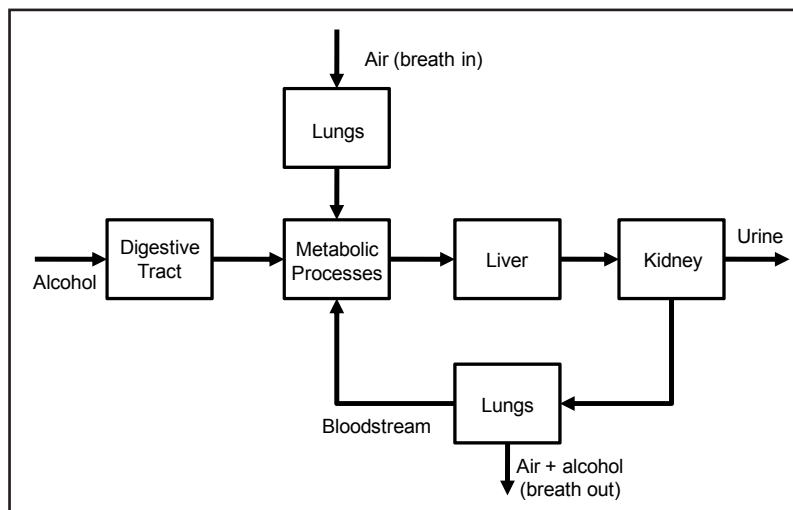 Air (breath in)
Lungs
Digestive
Tract
Metabolic
Processes
Liver
Kidney
Urine
Alcohol
Lungs
Bloodstream
Air + alcohol
(breath out)